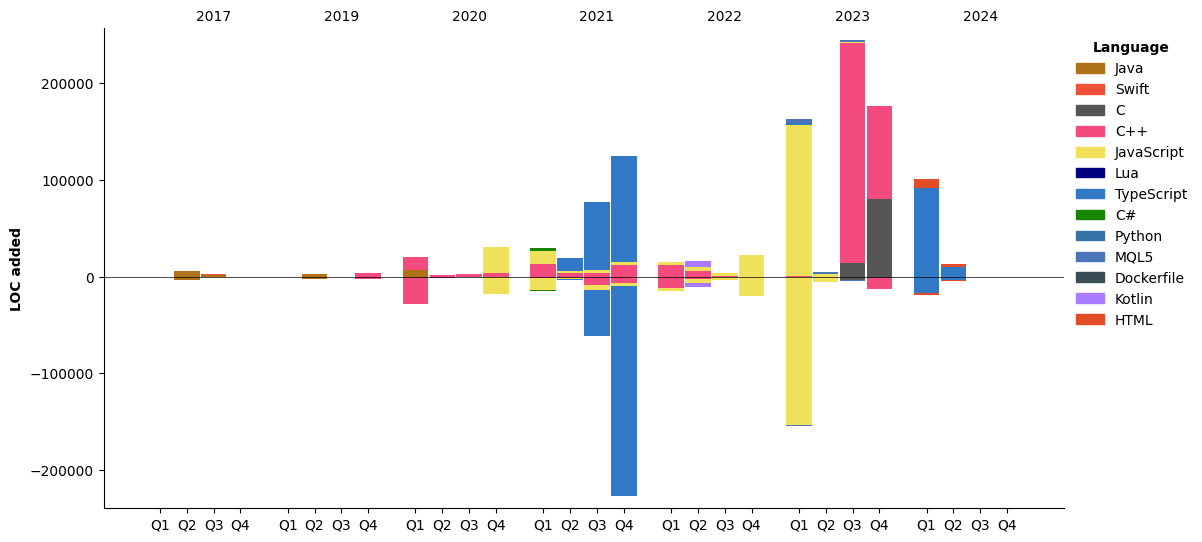 2017 2019 2020 2021 2022 2023 2024
Language
Java
Swift
C
C++
JavaScript
Lua
TypeScript
C#
Python
MQL5
Dockerfile
Kotlin
HTML
LOC added
200000
100000
0
−100000
−200000
Q1 Q2 Q3 Q4 Q1 Q2 Q3 Q4 Q1 Q2 Q3 Q4 Q1 Q2 Q3 Q4 Q1 Q2 Q3 Q4 Q1 Q2 Q3 Q4 Q1 Q2 Q3 Q4